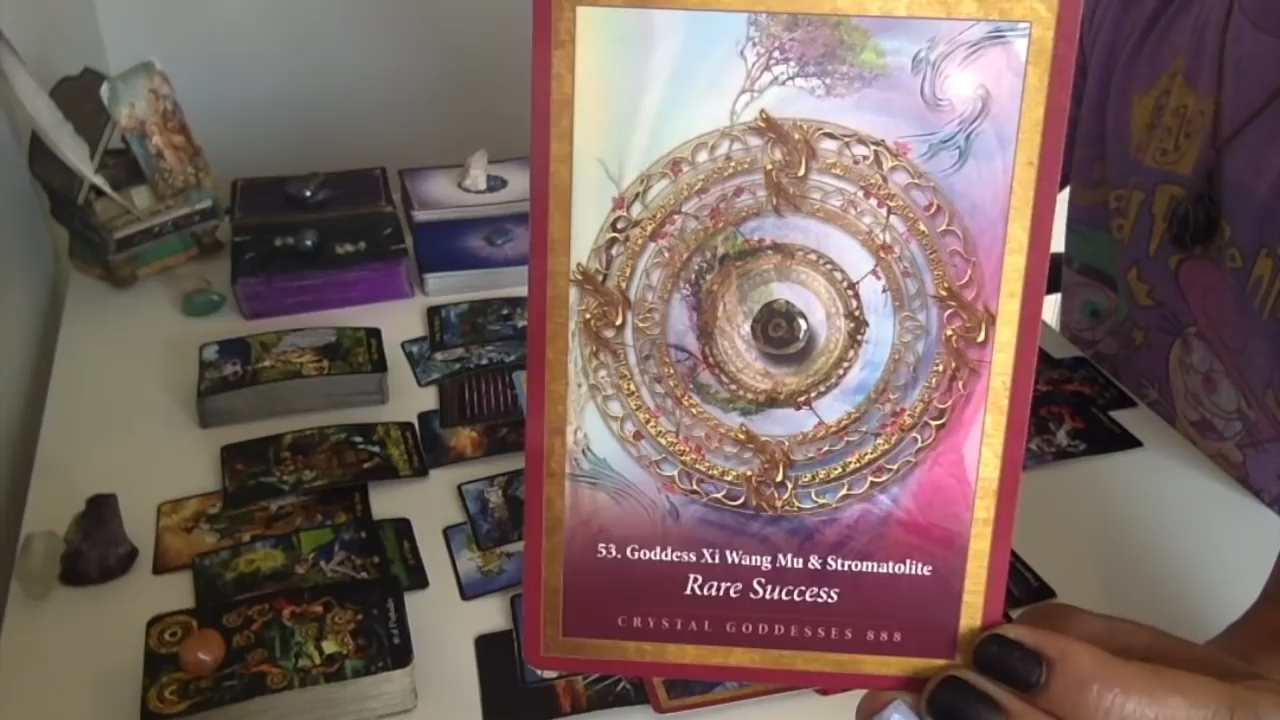 53. Goddess Xi Wang Mu & Stromatolite
Rare Success
CRYSTAL GODDESSES 888